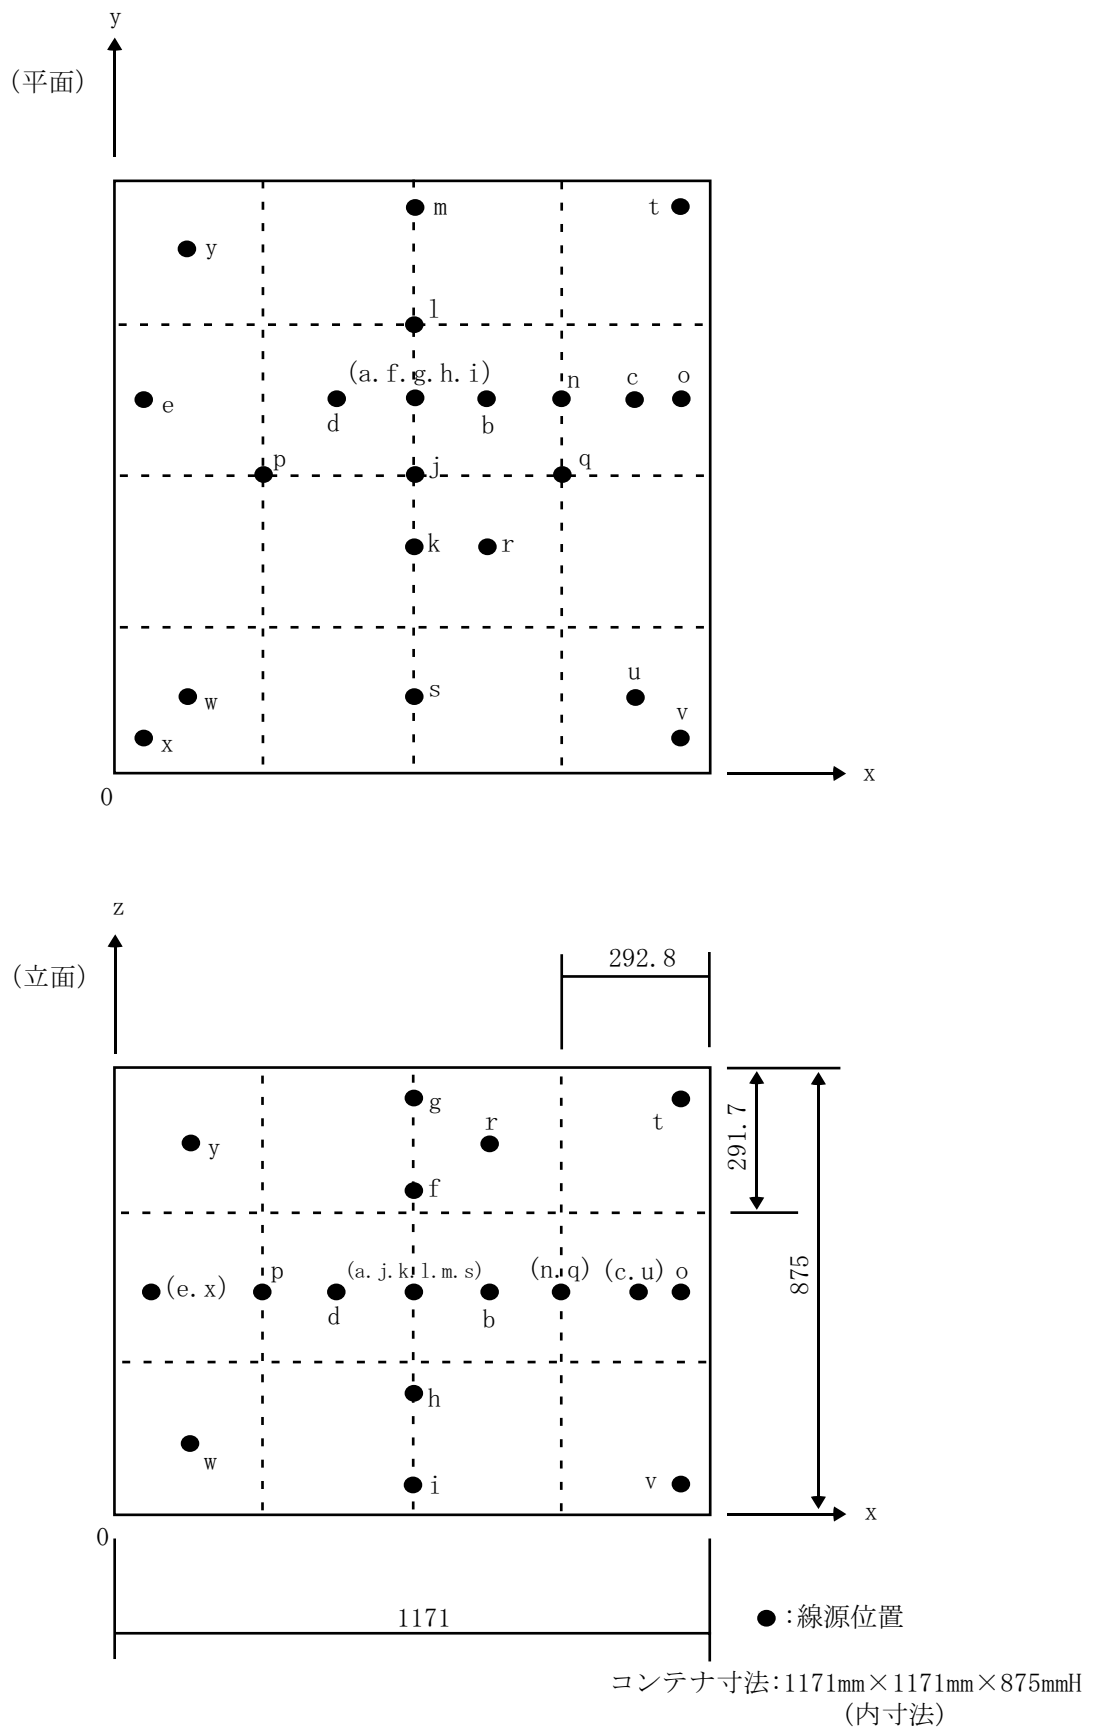 y
(平面)
m
t
y
l
(a.f.g.h.i)
n
c
o
e
d
b
p
j
q
k
r
w
s
u
v
x
0
x
z
(立面)
292.8
g
r
t
y
f
291.7
(e.x)
p
(a.j.k.l.m.s)
(n.q)
(c.u)
o
d
b
875
h
w
i
v
x
0
1171
:線源位置
コンテナ寸法:1171mm×1171mm×875mmH
(内寸法)